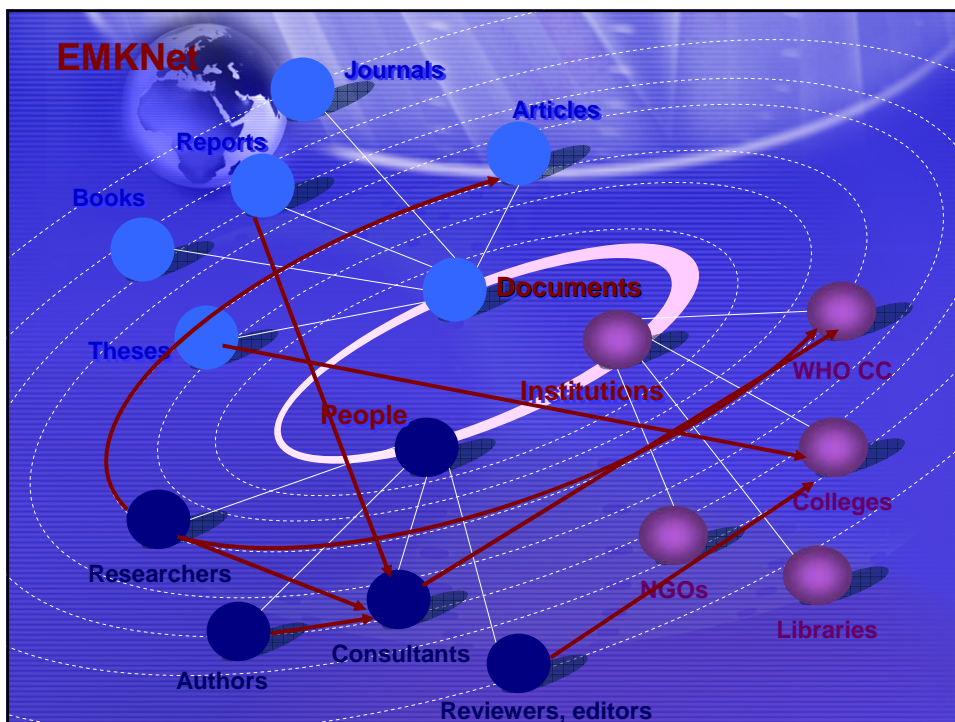 EMKNet
Journals
Articles
Reports
Books
Documents
Theses
WHO CC
Institutions
People
Colleges
Researchers
NGOs
Libraries
Consultants
Authors
Reviewers, editors